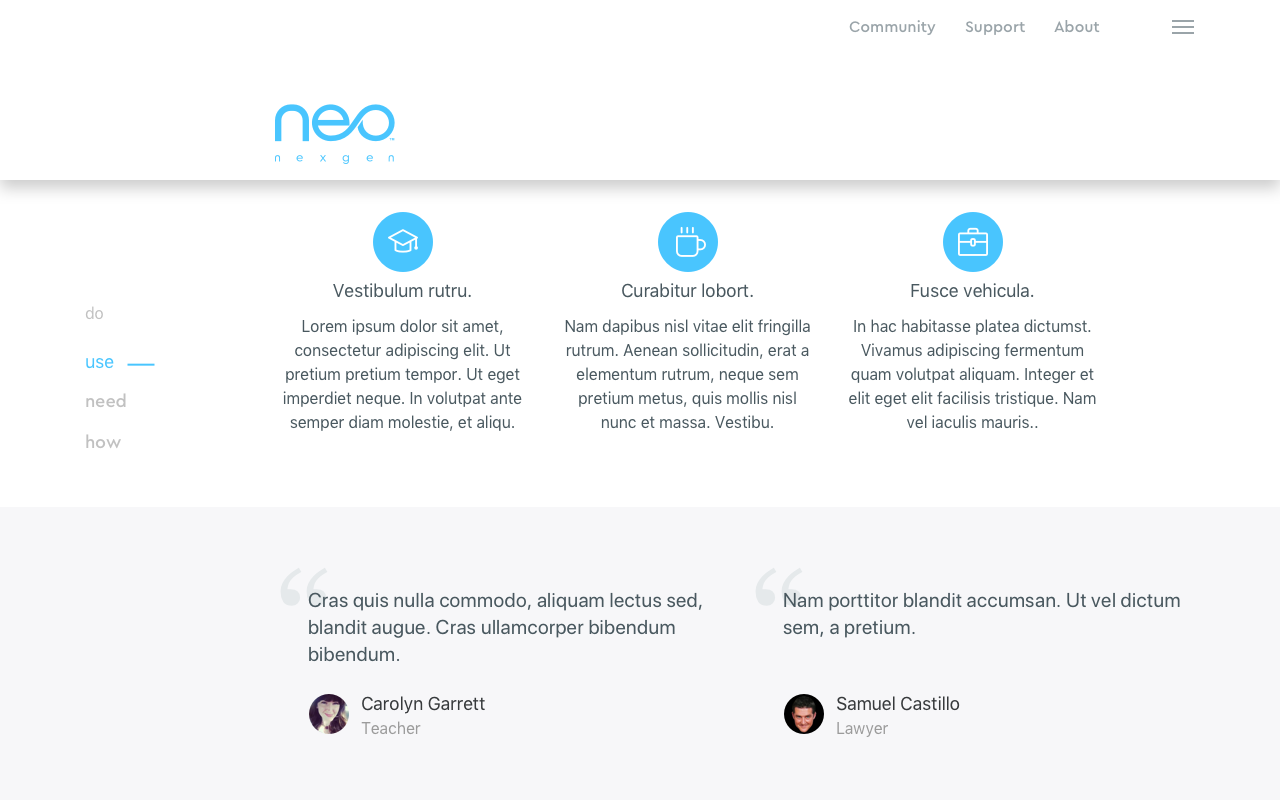 Community Support About
neo
nexgen
do
use
need
how
Vestibulum rutru.
Lorem ipsum dolor sit amet,
consectetur adipiscing elit. Ut
pretium pretium tempor. Ut eget
imperdiet neque. In volutpat ante
semper diam molestie, et aliqu.
Curabitur lobort.
Nam dapibus nisl vitae elit fringilla
rutrum. Aenean sollicitudin, erat a
elementum rutrum, neque sem
pretium metus, quis mollis nisl
nunc et massa. Vestibu.
Fusce vehicula.
In hac habitasse platea dictumst.
Vivamus adipiscing fermentum
quam volutpat aliquam. Integer et
elit eget elit facilisis tristique. Nam
vel iaculis mauris..
“
Cras quis nulla commodo, aliquam lectus sed,
blandit augue. Cras ullamcorper bibendum
bibendum.
Carolyn Garrett
Teacher
“
Nam porttitor blandit accumsan. Ut vel dictum
sem, a pretium.
Samuel Castillo
Lawyer